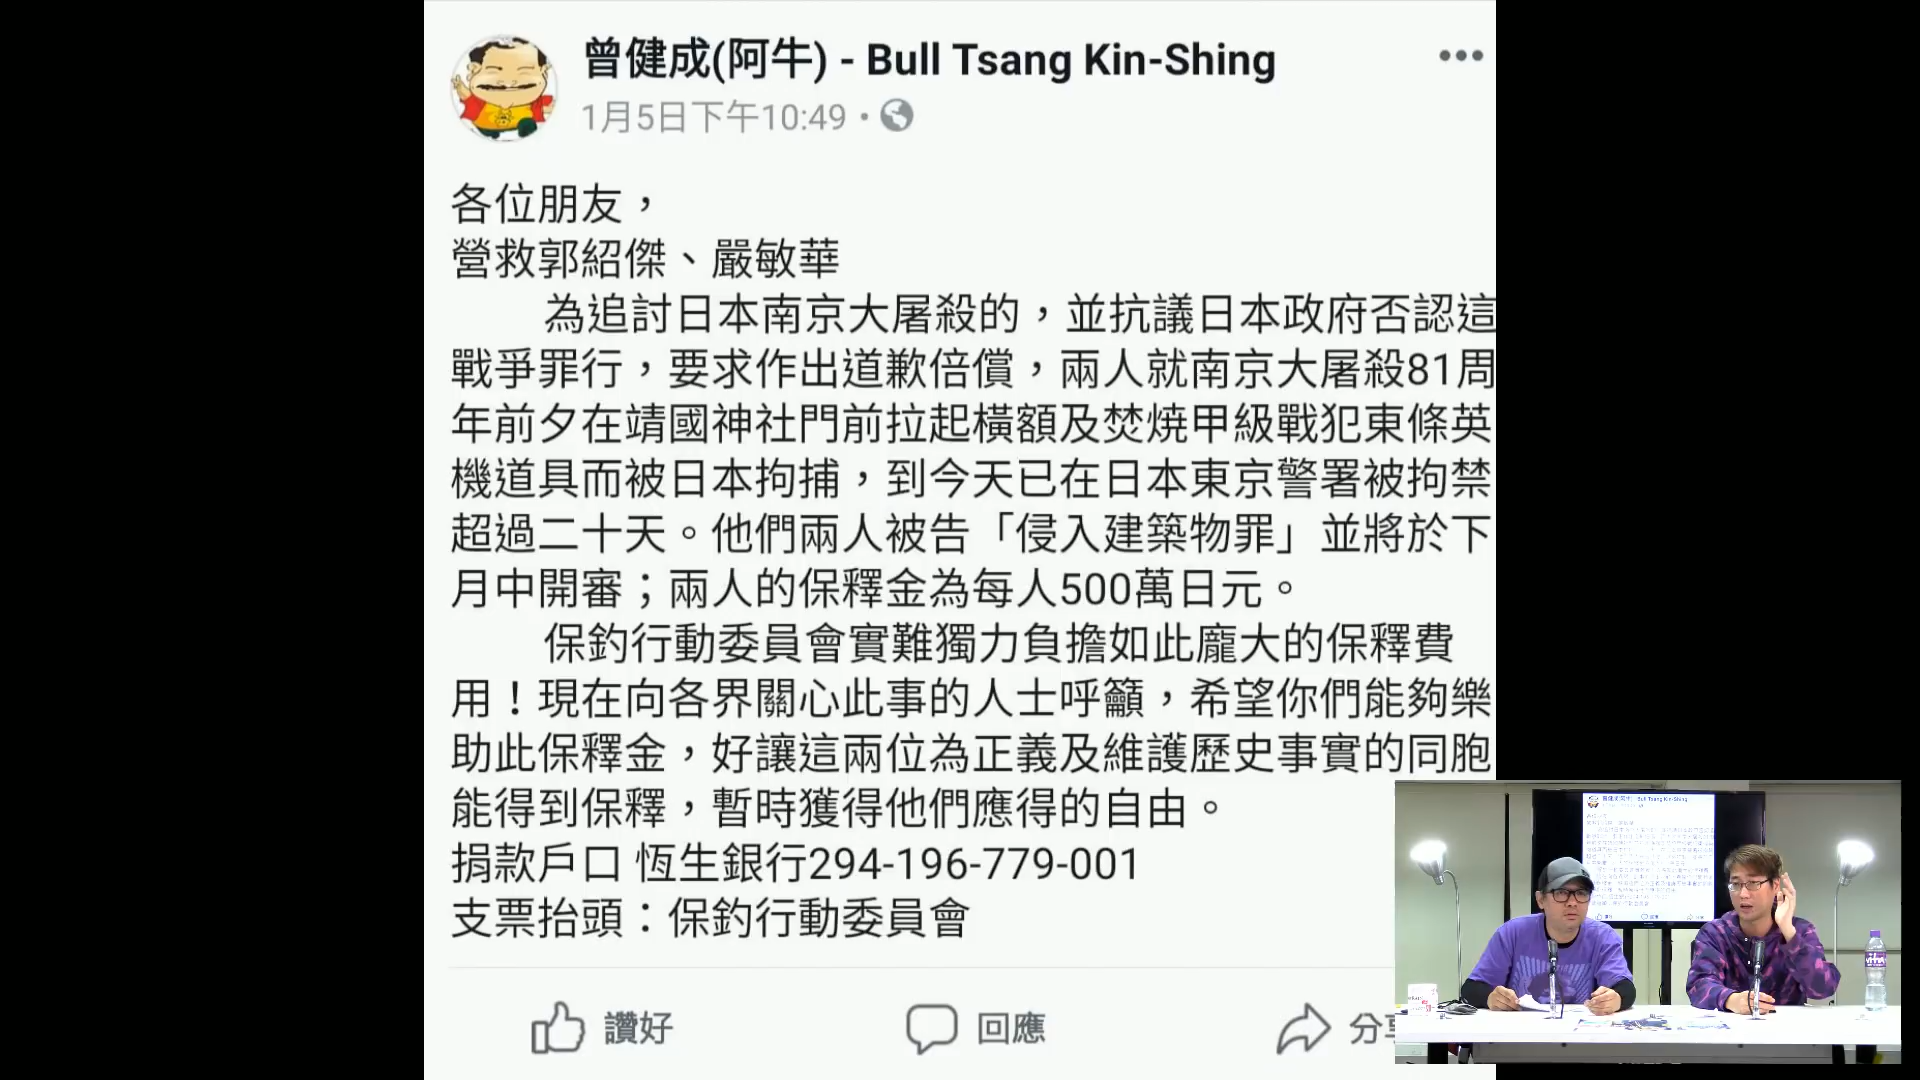 曾健成(阿牛) - Bull Tsang Kin-Shing
1月5日下午10:49
各位朋友，
營救郭紹傑、嚴敏華
為追討日本南京大屠殺的，並抗議日本政府否認這
戰爭罪行，要求作出道歉倍償，兩人就南京大屠殺81周
年前夕在靖國神社門前拉起橫額及焚燒甲級戰犯東條英
機道具而被日本拘捕，到今天已在日本東京警署被拘禁
超過二十天。他們兩人被告「侵入建築物罪」並將於下
月中開審；兩人的保釋金為每人500萬日元。
保釣行動委員會實難獨力負擔如此龐大的保釋費
用！現在向各界關心此事的人士呼籲，希望你們能夠樂
助此保釋金，好讓這兩位為正義及維護歷史事實的同胞
能得到保釋，暫時獲得他們應得的自由。
捐款戶口 恆生銀行294-196-779-001
支票抬頭：保釣行動委員會
讚好
回應
分
曾健成(阿牛) - Bull Tsang Kin-Shing